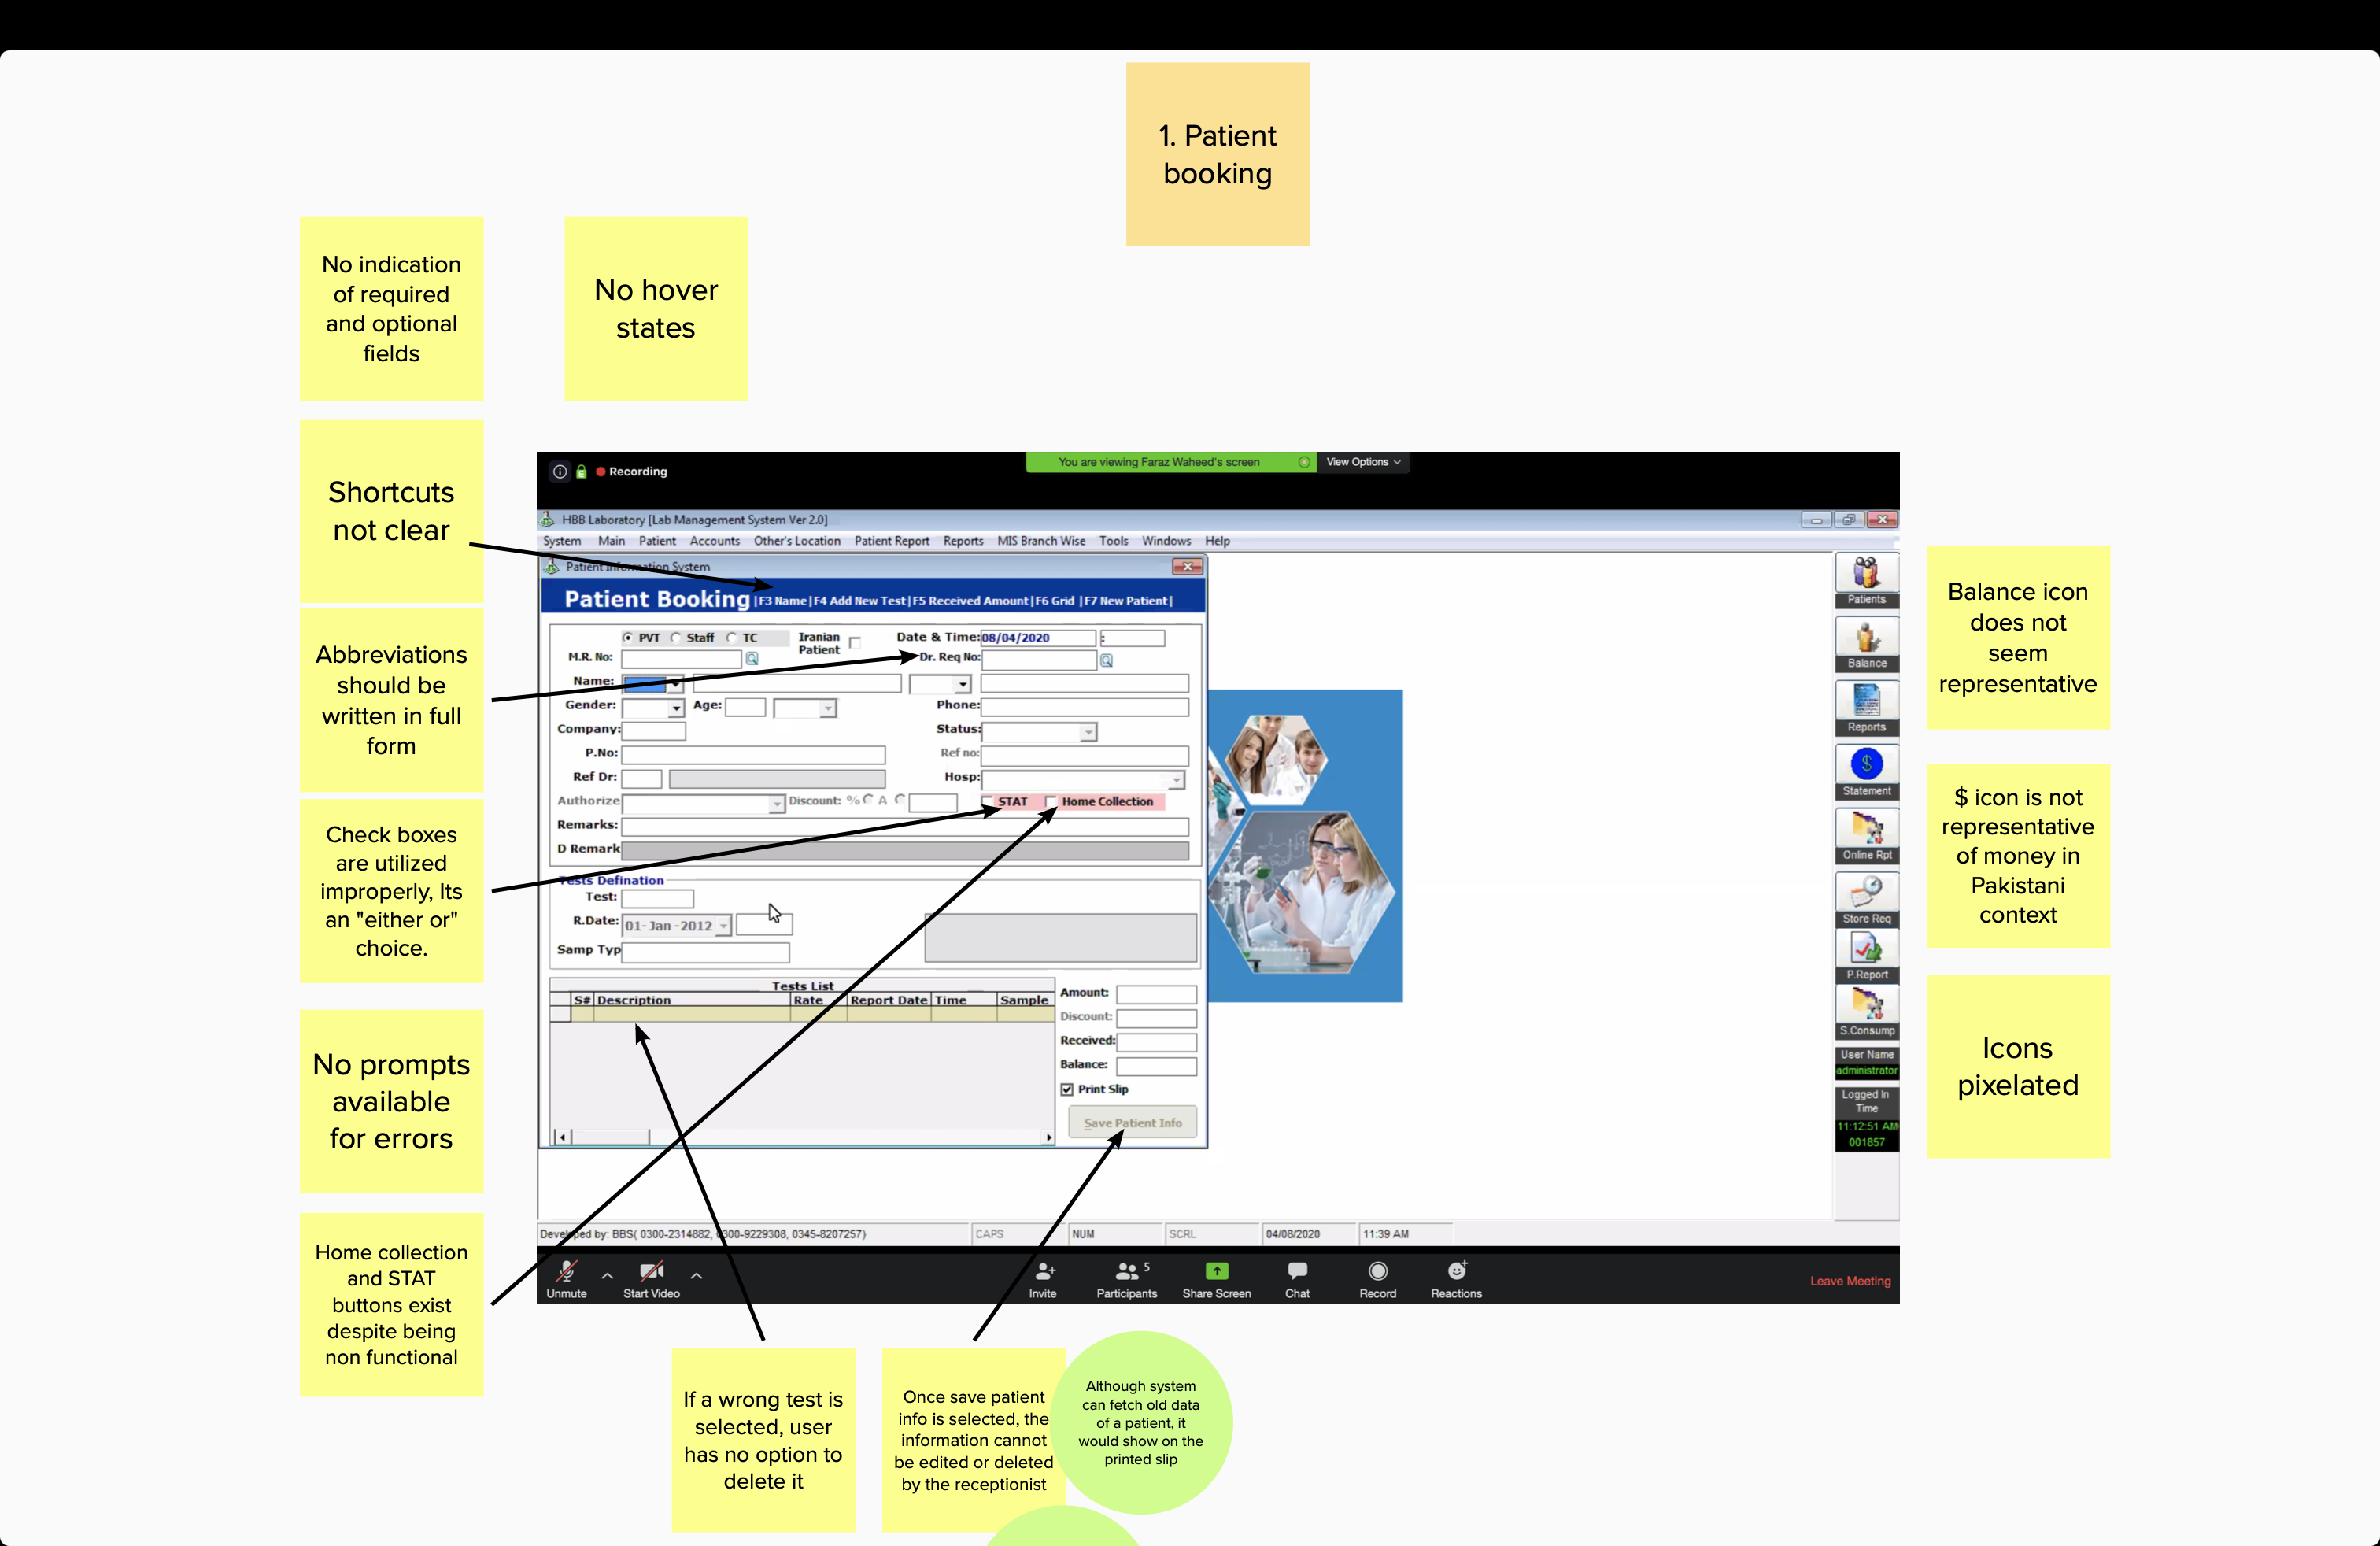 1. Patient
booking
No indication
of required
and optional
fields
No hover
states
Shortcuts
not clear
Abbreviations
should be
written in full
form
Check boxes
are utilized
improperly, Its
an "either or"
choice.
No prompts
available
for errors
Home collection
and STAT
buttons exist
despite being
non functional
Recording
You are viewing Faraz Waheed's screen
View Options
HBB Laboratory [Lab Management System Ver 2.0]
System Main Patient Accounts Other's Location Patient Report Reports MIS Branch Wise Tools Windows Help
Patient Information System
Patient Booking |F3 Name|F4 Add New Test|F5 Received Amount|F6 Grid |F7 New Patient|
PVT Staff TC Iranian Patient Date & Time: 08/04/2020 :
M.R. No: Dr. Req No:
Name:
Gender: Age: Phone:
Company: Status:
P.No: Ref no:
Ref Dr: Hosp:
Authorize Discount: % A STAT Home Collection
Remarks:
D Remark
Tests Defination
Test:
R.Date: 01-Jan-2012
Samp Typ
Tests List
S# Description Rate Report Date Time Sample
Amount:
Discount:
Received:
Balance:
Print Slip
Save Patient Info
Patients
Balance
Reports
$
Statement
Online Rpt
Store Req
P.Report
S.Consump
User Name
administrator
Logged In
Time
11:12:51 AM
001857
Developed by: BBS( 0300-2314882, 0300-9229308, 0345-8207257) CAPS NUM SCRL 04/08/2020 11:39 AM
Unmute Start Video Invite Participants 5 Share Screen Chat Record Reactions Leave Meeting
Balance icon
does not
seem
representative
$ icon is not
representative
of money in
Pakistani
context
Icons
pixelated
If a wrong test is
selected, user
has no option to
delete it
Once save patient
info is selected, the
information cannot
be edited or deleted
by the receptionist
Although system
can fetch old data
of a patient, it
would show on the
printed slip